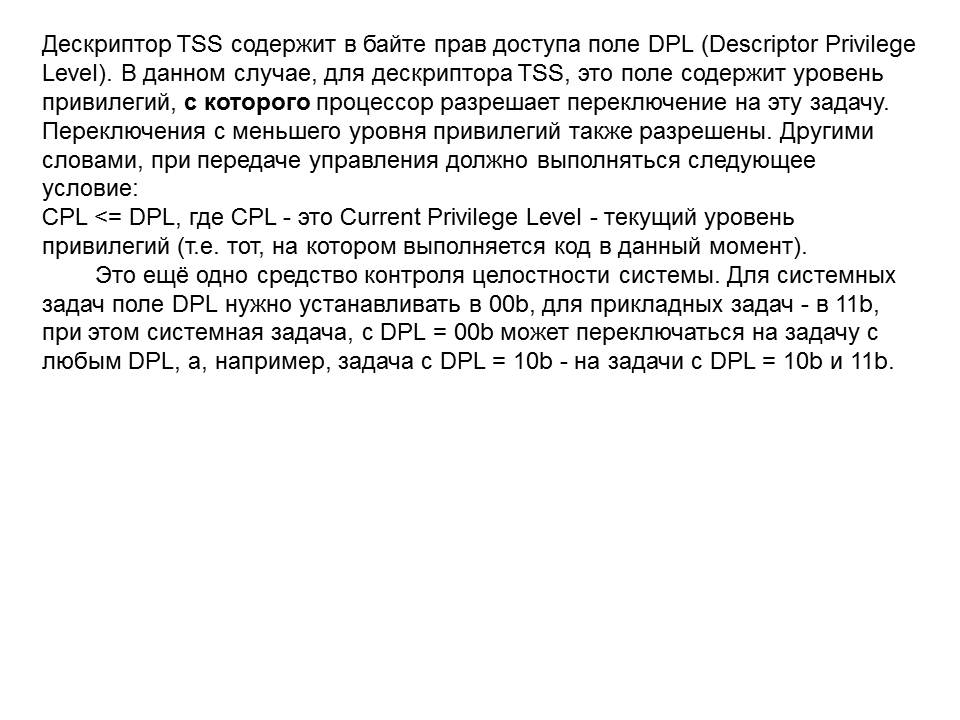 Дескриптор TSS содержит в байте прав доступа поле DPL (Descriptor Privilege
Level). В данном случае, для дескриптора TSS, это поле содержит уровень
привилегий, с которого процессор разрешает переключение на эту задачу.
Переключения с меньшего уровня привилегий также разрешены. Другими
словами, при передаче управления должно выполняться следующее
условие:
CPL <= DPL, где CPL - это Current Privilege Level - текущий уровень
привилегий (т.е. тот, на котором выполняется код в данный момент).
Это ещё одно средство контроля целостности системы. Для системных
задач поле DPL нужно устанавливать в 00b, для прикладных задач - в 11b,
при этом системная задача, с DPL = 00b может переключаться на задачу с
любым DPL, а, например, задача с DPL = 10b - на задачи с DPL = 10b и 11b.